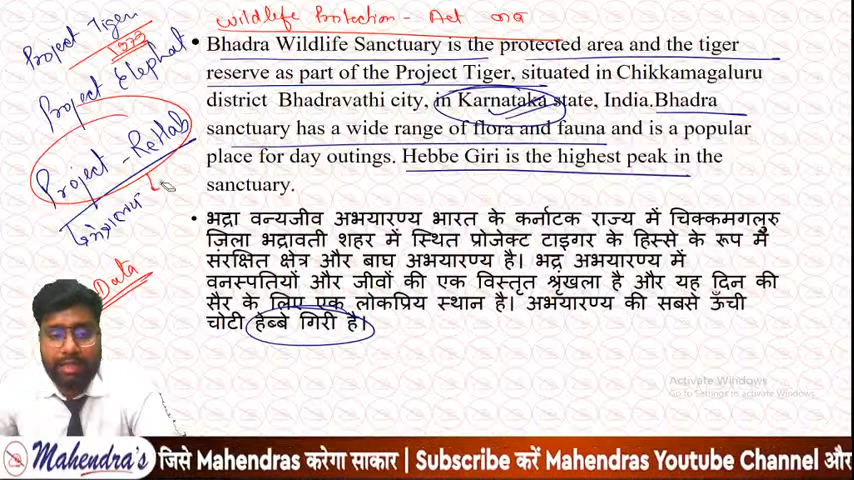 Wildlife Protection - Act
Project Tiger
1973
Project Elephat
Project - ReHab
Data
• Bhadra Wildlife Sanctuary is the protected area and the tiger
reserve as part of the Project Tiger, situated in Chikkamagaluru
district Bhadravathi city, in Karnataka state, India.Bhadra
sanctuary has a wide range of flora and fauna and is a popular
place for day outings. Hebbe Giri is the highest peak in the
sanctuary.
• भद्रा वन्यजीव अभयारण्य भारत के कर्नाटक राज्य में चिक्कमगलुरु
ज़िला भद्रावती शहर में स्थित प्रोजेक्ट टाइगर के हिस्से के रूप में
संरक्षित क्षेत्र और बाघ अभयारण्य है। भद्र अभयारण्य में
वनस्पतियों और जीवों की एक विस्तृत श्रृंखला है और यह दिन की
सैर के लिए एक लोकप्रिय स्थान है। अभयारण्य की सबसे ऊँची
चोटी हेब्बे गिरी है।
Activate Windows
Go to Settings to activate Windows.
Mahendra's जिसे Mahendras करेगा साकार | Subscribe करें Mahendras Youtube Channel और